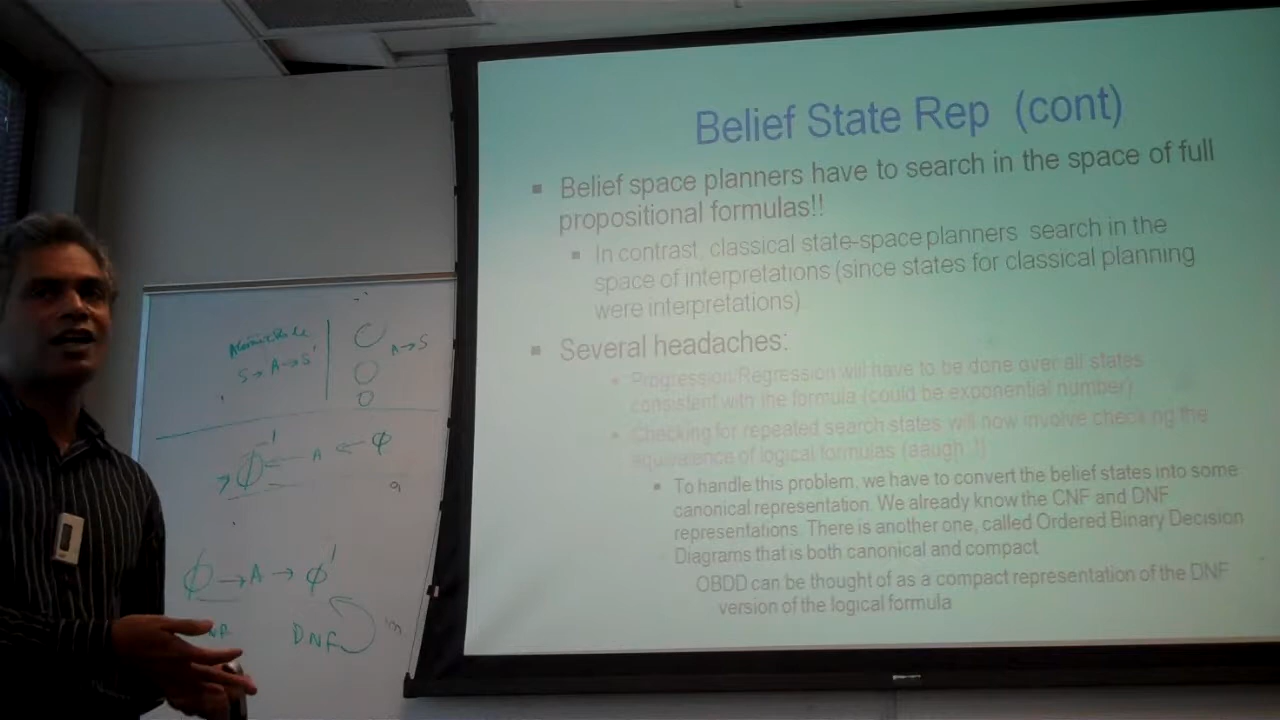 Belief State Rep (cont)
Belief space planners have to search in the space of full
propositional formulas!!
In contrast, classical state-space planners search in the
space of interpretations (since states for classical planning
were interpretations)
Several headaches:
Progression/Regression will have to be done over all states
consistent with the formula (could be exponential number)
Checking for repeated search states will now involve checking the
equivalence of logical formulas (aaugh..!)
To handle this problem, we have to convert the belief states into some
canonical representation. We already know the CNF and DNF
representations. There is another one, called Ordered Binary Decision
Diagrams that is both canonical and compact
OBDD can be thought of as a compact representation of the DNF
version of the logical formula
A→S
S→A→S'
ϕ' ← A ← ϕ
ϕ → A → ϕ'
DNF